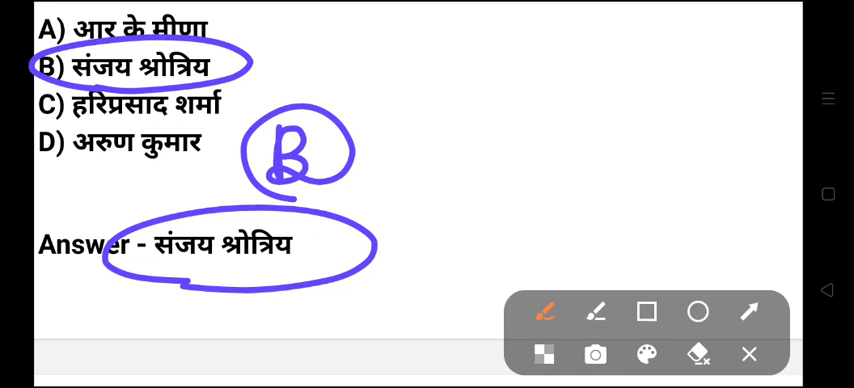 A) आर के मीणा
B) संजय श्रोत्रिय
C) हरिप्रसाद शर्मा
D) अरुण कुमार
B
Answer - संजय श्रोत्रिय